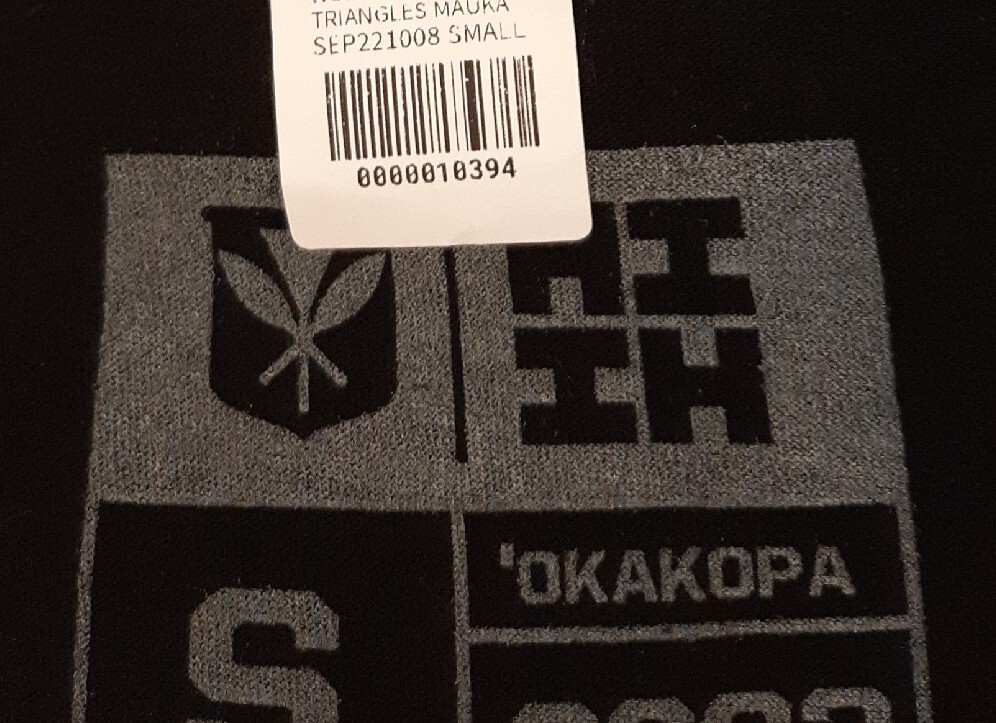 TRIANGLES MAUKA
SEP221008 SMALL
0000010394
HI
IH
'OKAKOPA
S